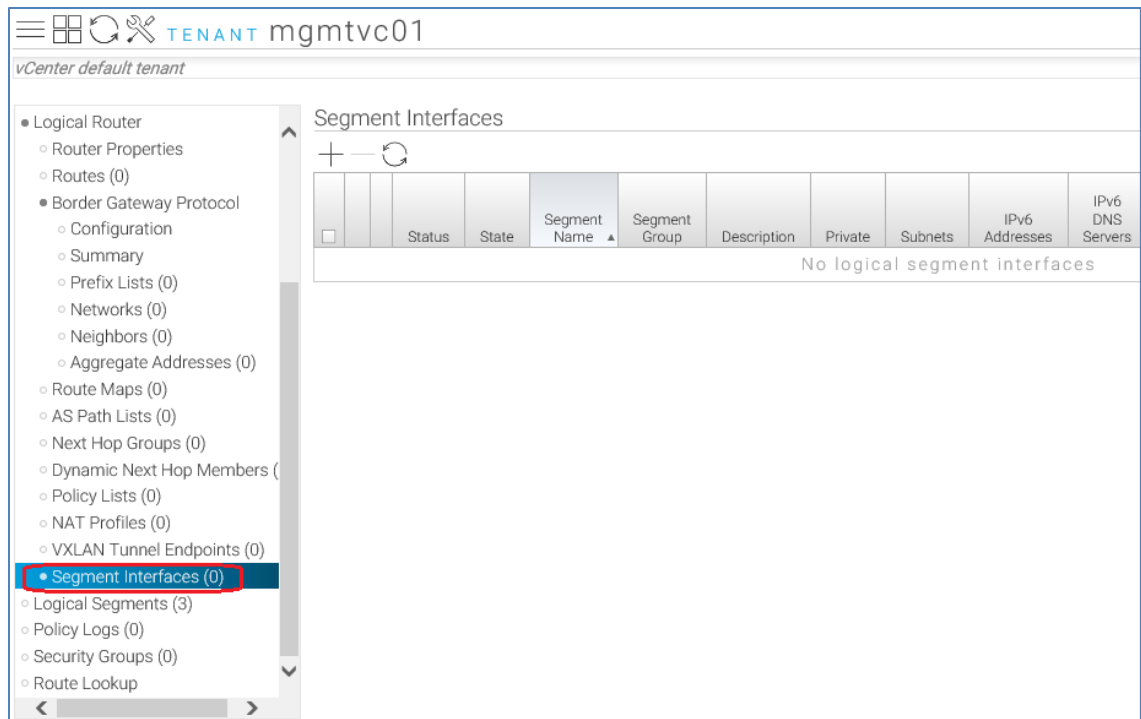 TENANT mgmtvc01
vCenter default tenant
Logical Router
Router Properties
Routes (0)
Border Gateway Protocol
Configuration
Summary
Prefix Lists (0)
Networks (0)
Neighbors (0)
Aggregate Addresses (0)
Route Maps (0)
AS Path Lists (0)
Next Hop Groups (0)
Dynamic Next Hop Members (
Policy Lists (0)
NAT Profiles (0)
VXLAN Tunnel Endpoints (0)
Segment Interfaces (0)
Logical Segments (3)
Policy Logs (0)
Security Groups (0)
Route Lookup
Segment Interfaces
Status
State
Segment
Name
Segment
Group
Description
Private
Subnets
IPv6
Addresses
IPv6
DNS
Servers
No logical segment interfaces